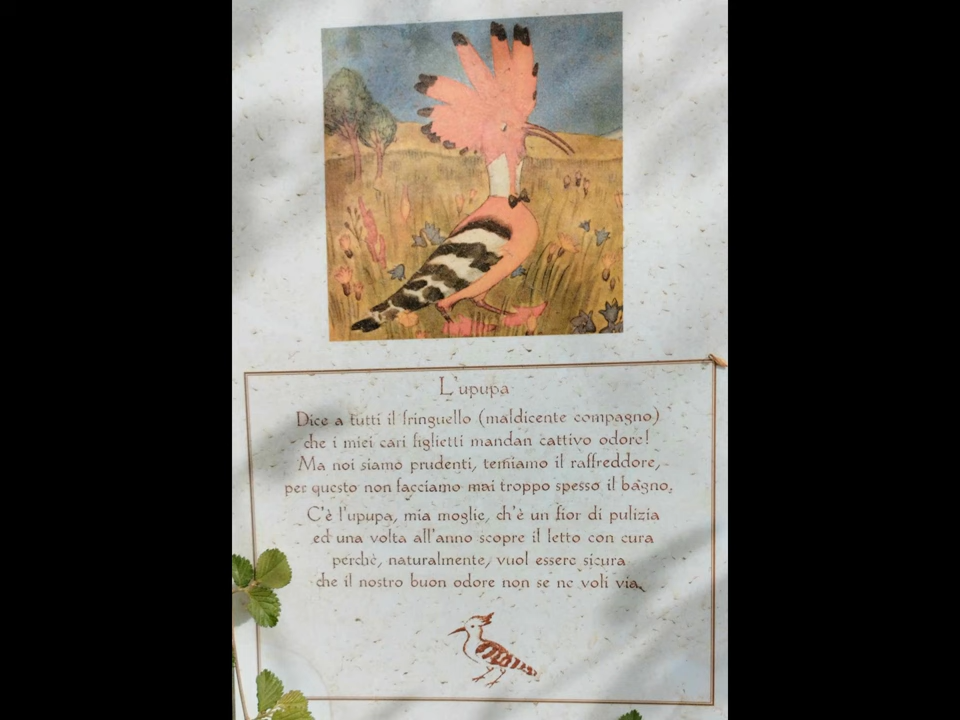 L'upupa
Dice a tutti il fringuello (maldicente compagno)
che i miei cari figlietti mandan cattivo odore!
Ma noi siamo prudenti, temiamo il raffreddore,
per questo non facciamo mai troppo spesso il bagno.
C'è l'upupa, mia moglie, ch'è un fior di pulizia
ed una volta all'anno scopre il letto con cura
perchè, naturalmente, vuol essere sicura
che il nostro buon odore non se ne voli via.